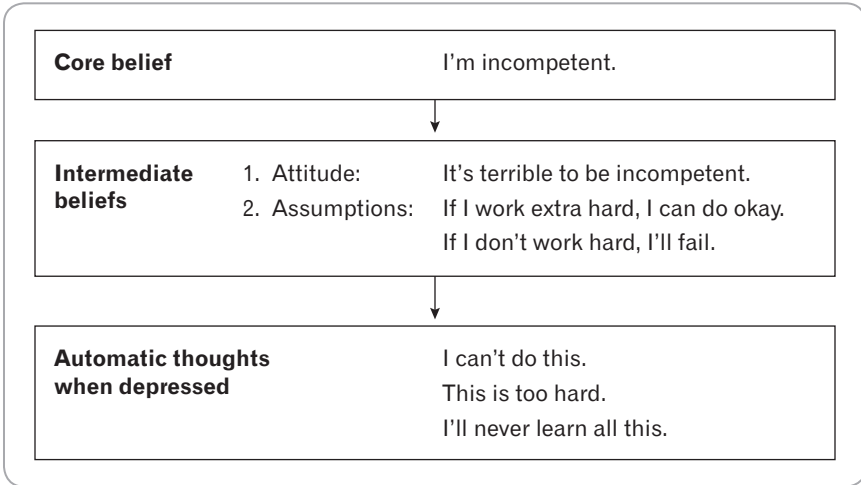 Core belief I'm incompetent.
Intermediate beliefs 1. Attitude: It's terrible to be incompetent.
2. Assumptions: If I work extra hard, I can do okay.
If I don't work hard, I'll fail.
Automatic thoughts when depressed I can't do this.
This is too hard.
I'll never learn all this.